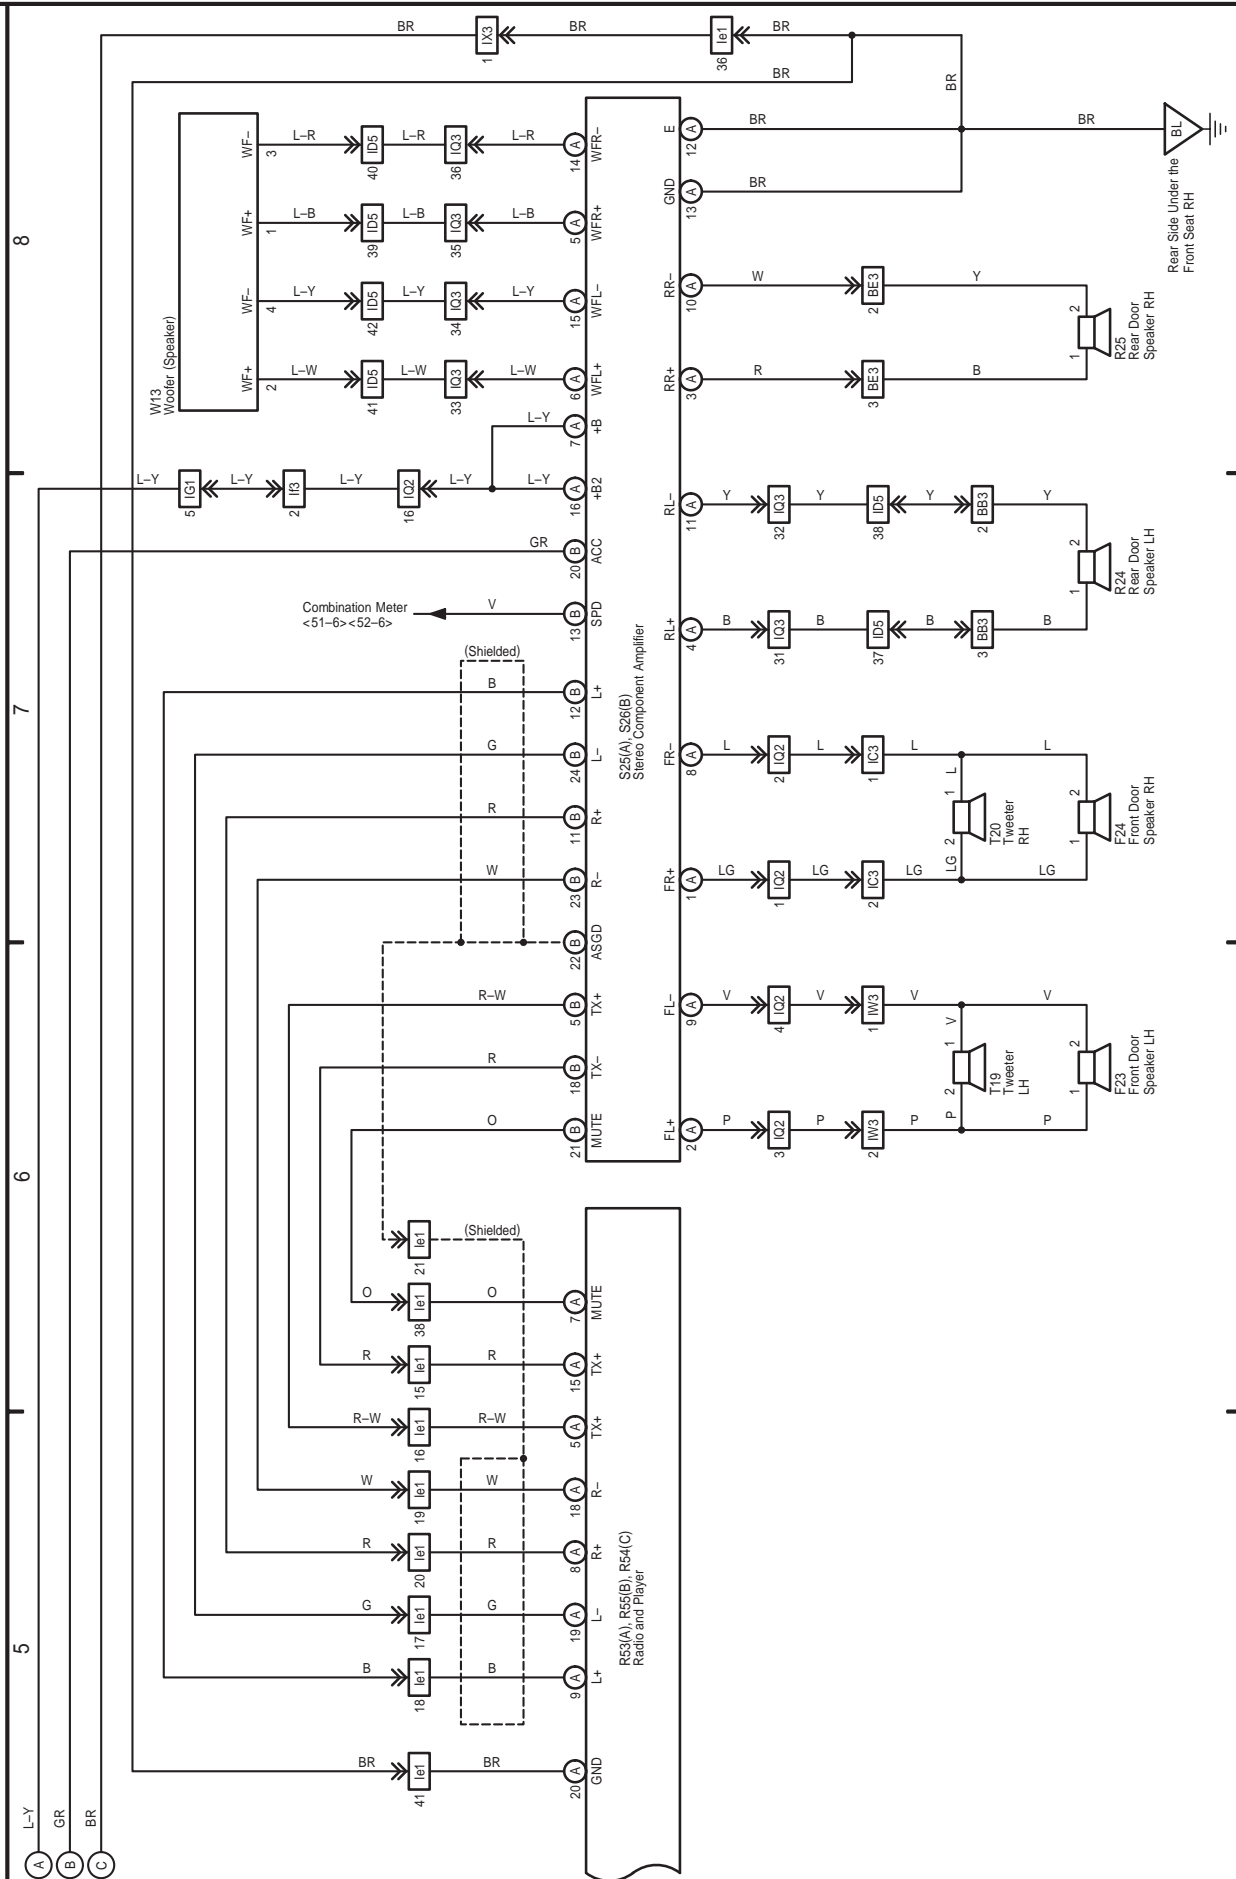 BR
1
IX3
BR
36
Ie1
BR
BR
BR
W13
Woofer (Speaker)
WF−
3
L−R
40
ID5
L−R
36
IQ3
L−R
14
A
WFR−
WF+
1
L−B
39
ID5
L−B
35
IQ3
L−B
5
A
WFR+
WF−
4
L−Y
42
ID5
L−Y
34
IQ3
L−Y
15
A
WFL−
WF+
2
L−W
41
ID5
L−W
33
IQ3
L−W
6
A
WFL+
L−Y
7
A
+B
L−Y
5
IG1
L−Y
2
If3
L−Y
16
IQ2
L−Y
L−Y
16
A
+B2
GR
20
B
ACC
Combination Meter
<51−6><52−6>
V
13
B
SPD
(Shielded)
B
12
B
L+
G
24
B
L−
R
11
B
R+
W
23
B
R−
22
B
ASGD
R−W
5
B
TX+
R
18
B
TX−
O
21
B
MUTE
S25(A), S26(B)
Stereo Component Amplifier
E
12
A
BR
BR
BL
Rear Side Under the
Front Seat RH
GND
13
A
BR
RR−
10
A
W
2
BE3
Y
RR+
3
A
R
3
BE3
B
1
2
R25
Rear Door
Speaker RH
RL−
11
A
Y
32
IQ3
Y
38
ID5
Y
2
BB3
Y
RL+
4
A
B
31
IQ3
B
37
ID5
B
3
BB3
B
1
2
R24
Rear Door
Speaker LH
FR−
8
A
L
2
IQ2
L
1
IC3
L
L
FR+
1
A
LG
1
IQ2
LG
2
IC3
LG
LG
LG
2
1
L
T20
Tweeter
RH
1
2
F24
Front Door
Speaker RH
FL−
9
A
V
4
IQ2
V
1
IW3
V
V
FL+
2
A
P
3
IQ2
P
2
IW3
P
P
P
2
1
V
T19
Tweeter
LH
1
2
F23
Front Door
Speaker LH
21
Ie1
(Shielded)
O
38
Ie1
O
7
A
MUTE
R
15
Ie1
R
15
A
TX+
R−W
16
Ie1
R−W
5
A
TX+
W
19
Ie1
W
18
A
R−
R
20
Ie1
R
8
A
R+
G
17
Ie1
G
19
A
L−
B
18
Ie1
B
9
A
L+
BR
41
Ie1
BR
20
A
GND
R53(A), R55(B), R54(C)
Radio and Player
L−Y
A
GR
B
BR
C
8
7
6
5